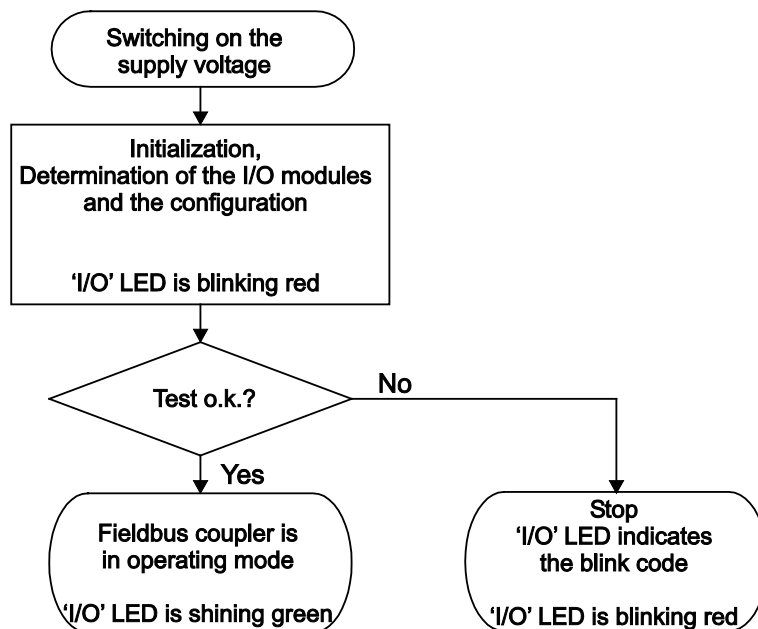 Switching on the
supply voltage
Initialization,
Determination of the I/O modules
and the configuration
‘I/O’ LED is blinking red
Test o.k.?
No
Yes
Fieldbus coupler is
in operating mode
‘I/O’ LED is shining green
Stop
‘I/O’ LED indicates
the blink code
‘I/O’ LED is blinking red